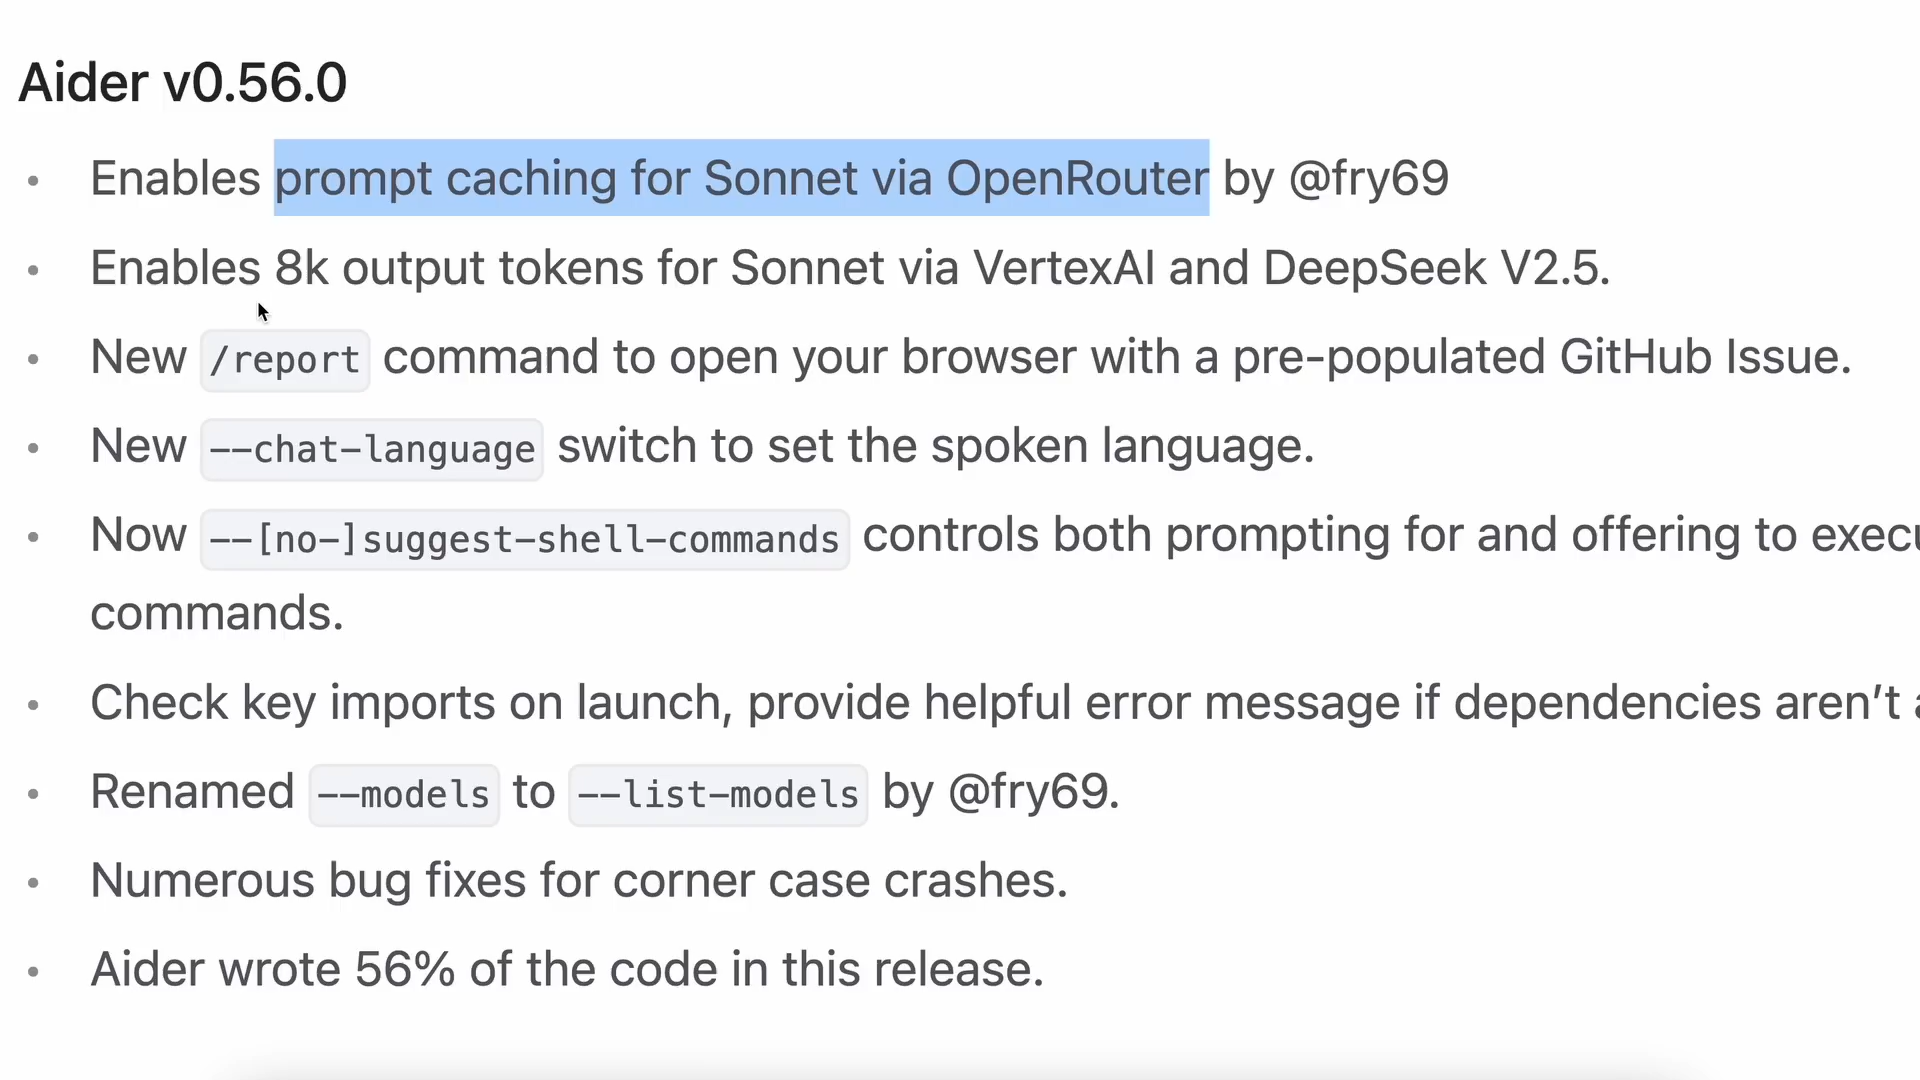 Aider v0.56.0
• Enables prompt caching for Sonnet via OpenRouter by @fry69
• Enables 8k output tokens for Sonnet via VertexAI and DeepSeek V2.5.
• New /report command to open your browser with a pre-populated GitHub Issue.
• New --chat-language switch to set the spoken language.
• Now --[no-]suggest-shell-commands controls both prompting for and offering to
commands.
• Check key imports on launch, provide helpful error message if dependencies aren’t
• Renamed --models to --list-models by @fry69.
• Numerous bug fixes for corner case crashes.
• Aider wrote 56% of the code in this release.